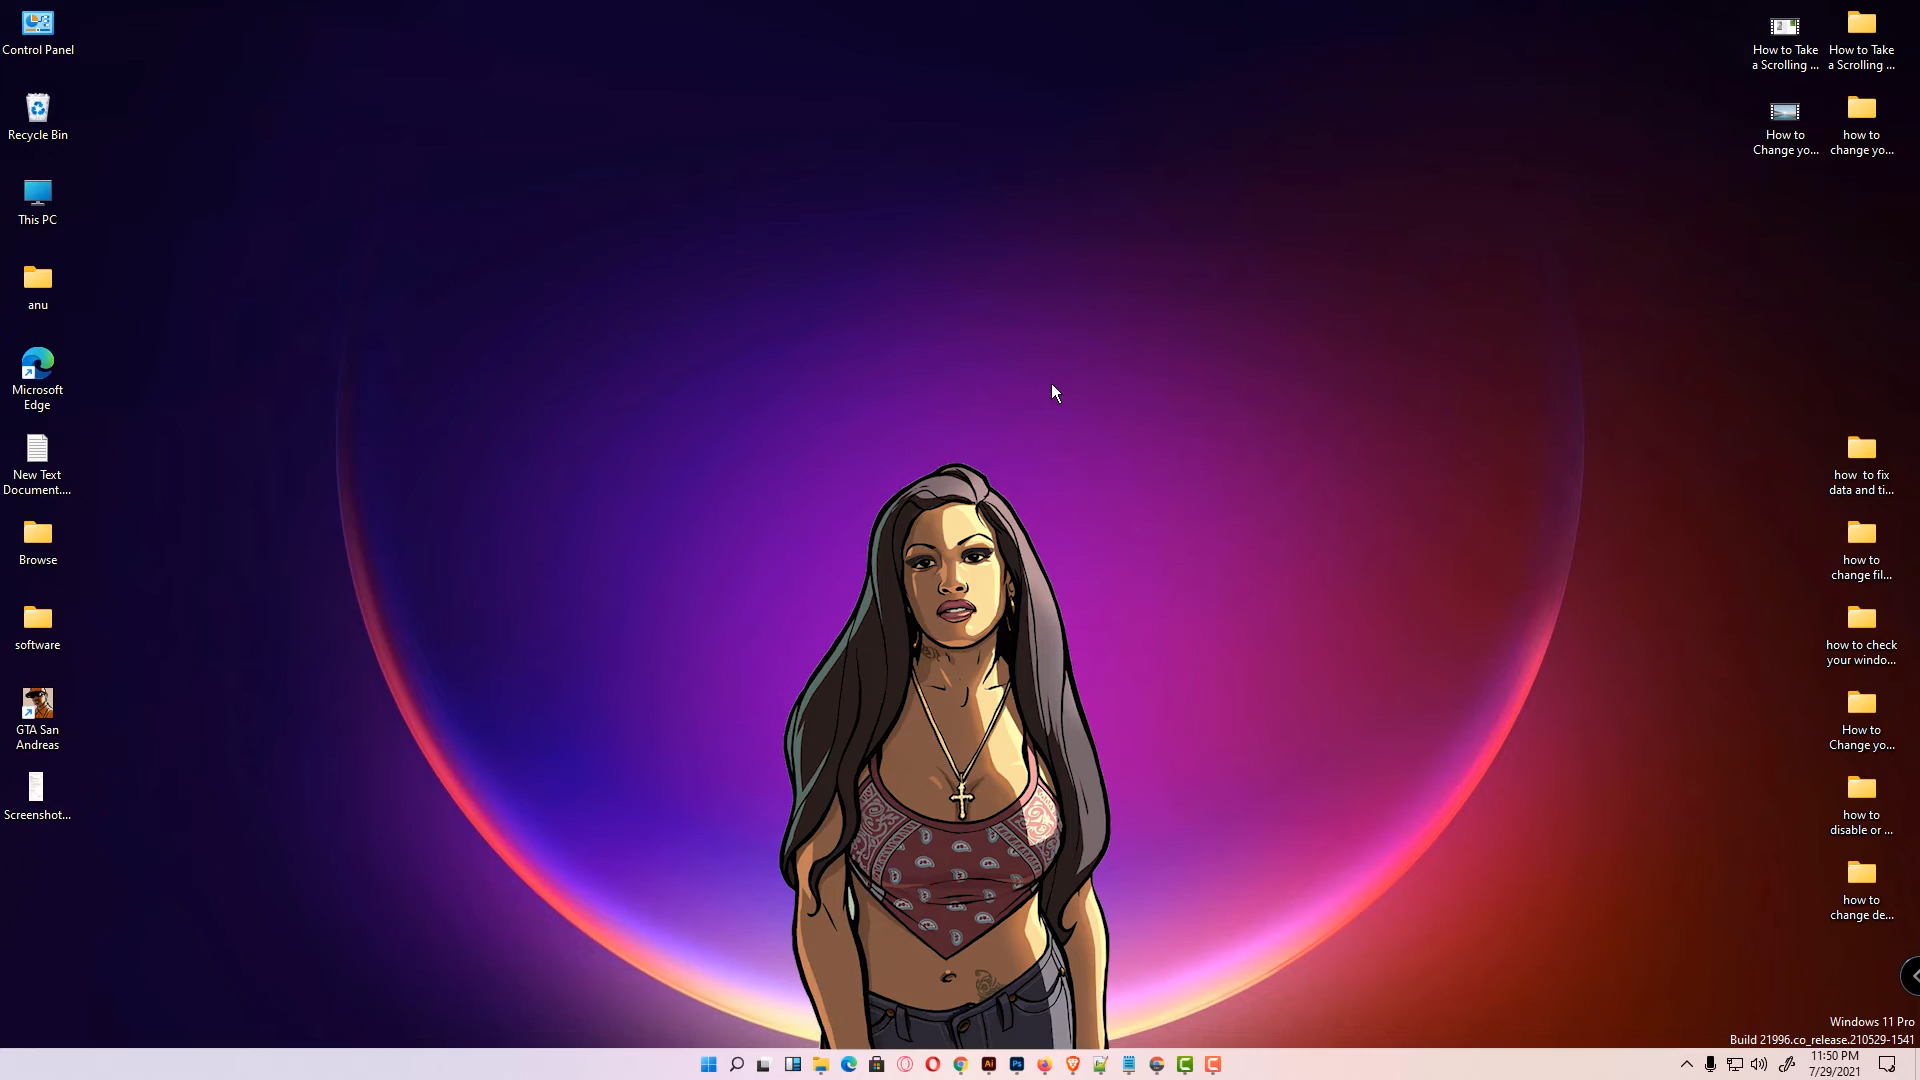 Control Panel
Recycle Bin
This PC
anu
Microsoft
Edge
New Text
Document....
Browse
software
GTA San
Andreas
Screenshot...
How to Take
a Scrolling ...
How to Take
a Scrolling ...
How to
Change yo...
how to
change yo...
how  to fix
data and ti...
how to
change fil...
how to check
your windo...
How to
Change yo...
how to
disable or ...
how to
change de...
Windows 11 Pro
Build 21996.co_release.210529-1541
Ai
Ps
11:50 PM
7/29/2021